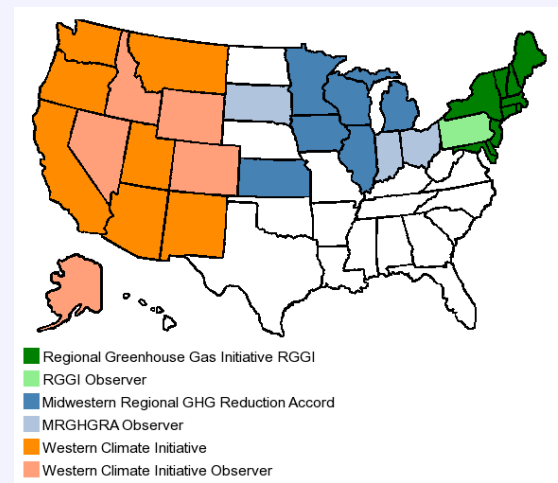 Regional Greenhouse Gas Initiative RGGI
RGGI Observer
Midwestern Regional GHG Reduction Accord
MRGHGRA Observer
Western Climate Initiative
Western Climate Initiative Observer